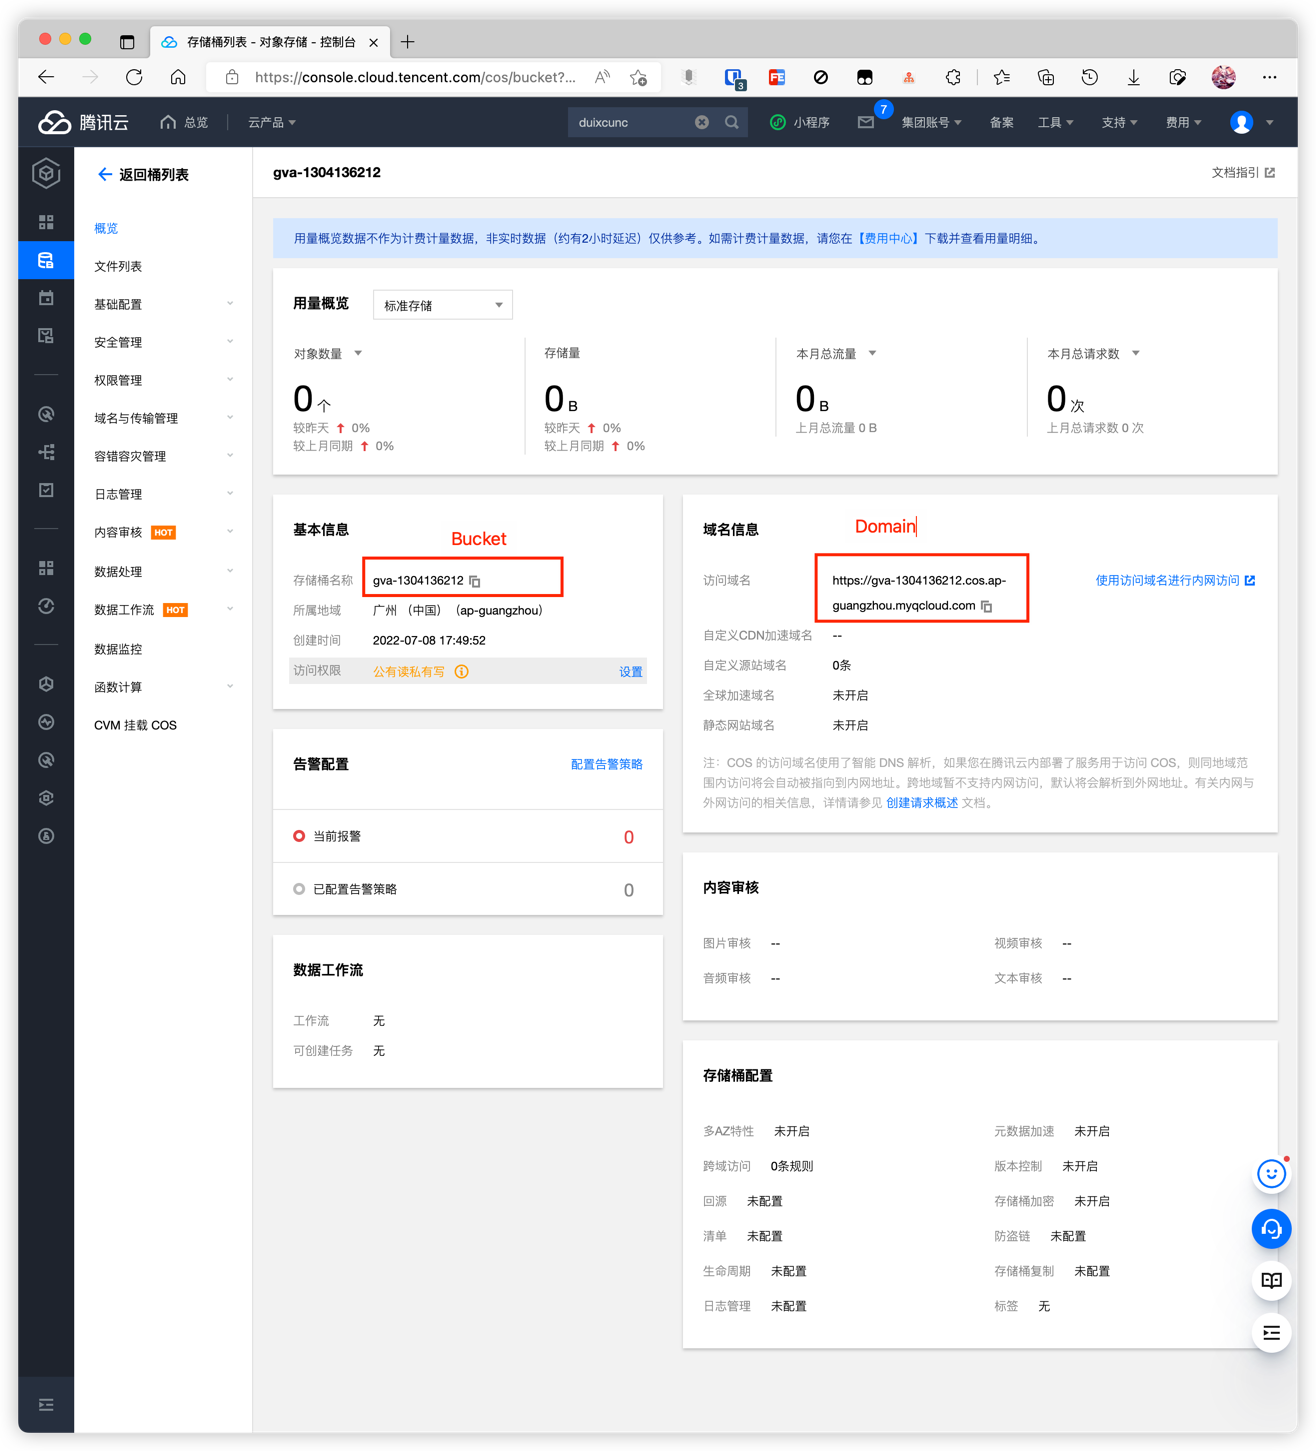 存储桶列表 - 对象存储 - 控制台
https://console.cloud.tencent.com/cos/bucket?...
3
腾讯云
总览
云产品
duixcunc
小程序
7
集团账号
备案
工具
支持
费用
返回桶列表
gva-1304136212
文档指引
概览
文件列表
基础配置
安全管理
权限管理
域名与传输管理
容错容灾管理
日志管理
内容审核 HOT
数据处理
数据工作流 HOT
数据监控
函数计算
CVM 挂载 COS
用量概览数据不作为计费计量数据，非实时数据（约有2小时延迟）仅供参考。如需计费计量数据，请您在【费用中心】下载并查看用量明细。
用量概览
标准存储
对象数量
0 个
较昨天 0%
较上月同期 0%
存储量
0 B
较昨天 0%
较上月同期 0%
本月总流量
0 B
上月总流量 0 B
本月总请求数
0 次
上月总请求数 0 次
基本信息
Bucket
存储桶名称 gva-1304136212
所属地域 广州 （中国） （ap-guangzhou）
创建时间 2022-07-08 17:49:52
访问权限 公有读私有写 设置
告警配置
配置告警策略
当前报警 0
已配置告警策略 0
数据工作流
工作流 无
可创建任务 无
域名信息
Domain
访问域名 https://gva-1304136212.cos.ap-
guangzhou.myqcloud.com
使用访问域名进行内网访问
自定义CDN加速域名 --
自定义源站域名 0条
全球加速域名 未开启
静态网站域名 未开启
注：COS 的访问域名使用了智能 DNS 解析，如果您在腾讯云内部署了服务用于访问 COS，则同地域范
围内访问将会自动被指向到内网地址。跨地域暂不支持内网访问，默认将会解析到外网地址。有关内网与
外网访问的相关信息，详情请参见 创建请求概述 文档。
内容审核
图片审核 --
视频审核 --
音频审核 --
文本审核 --
存储桶配置
多AZ特性 未开启
元数据加速 未开启
跨域访问 0条规则
版本控制 未开启
回源 未配置
存储桶加密 未开启
清单 未配置
防盗链 未配置
生命周期 未配置
存储桶复制 未配置
日志管理 未配置
标签 无